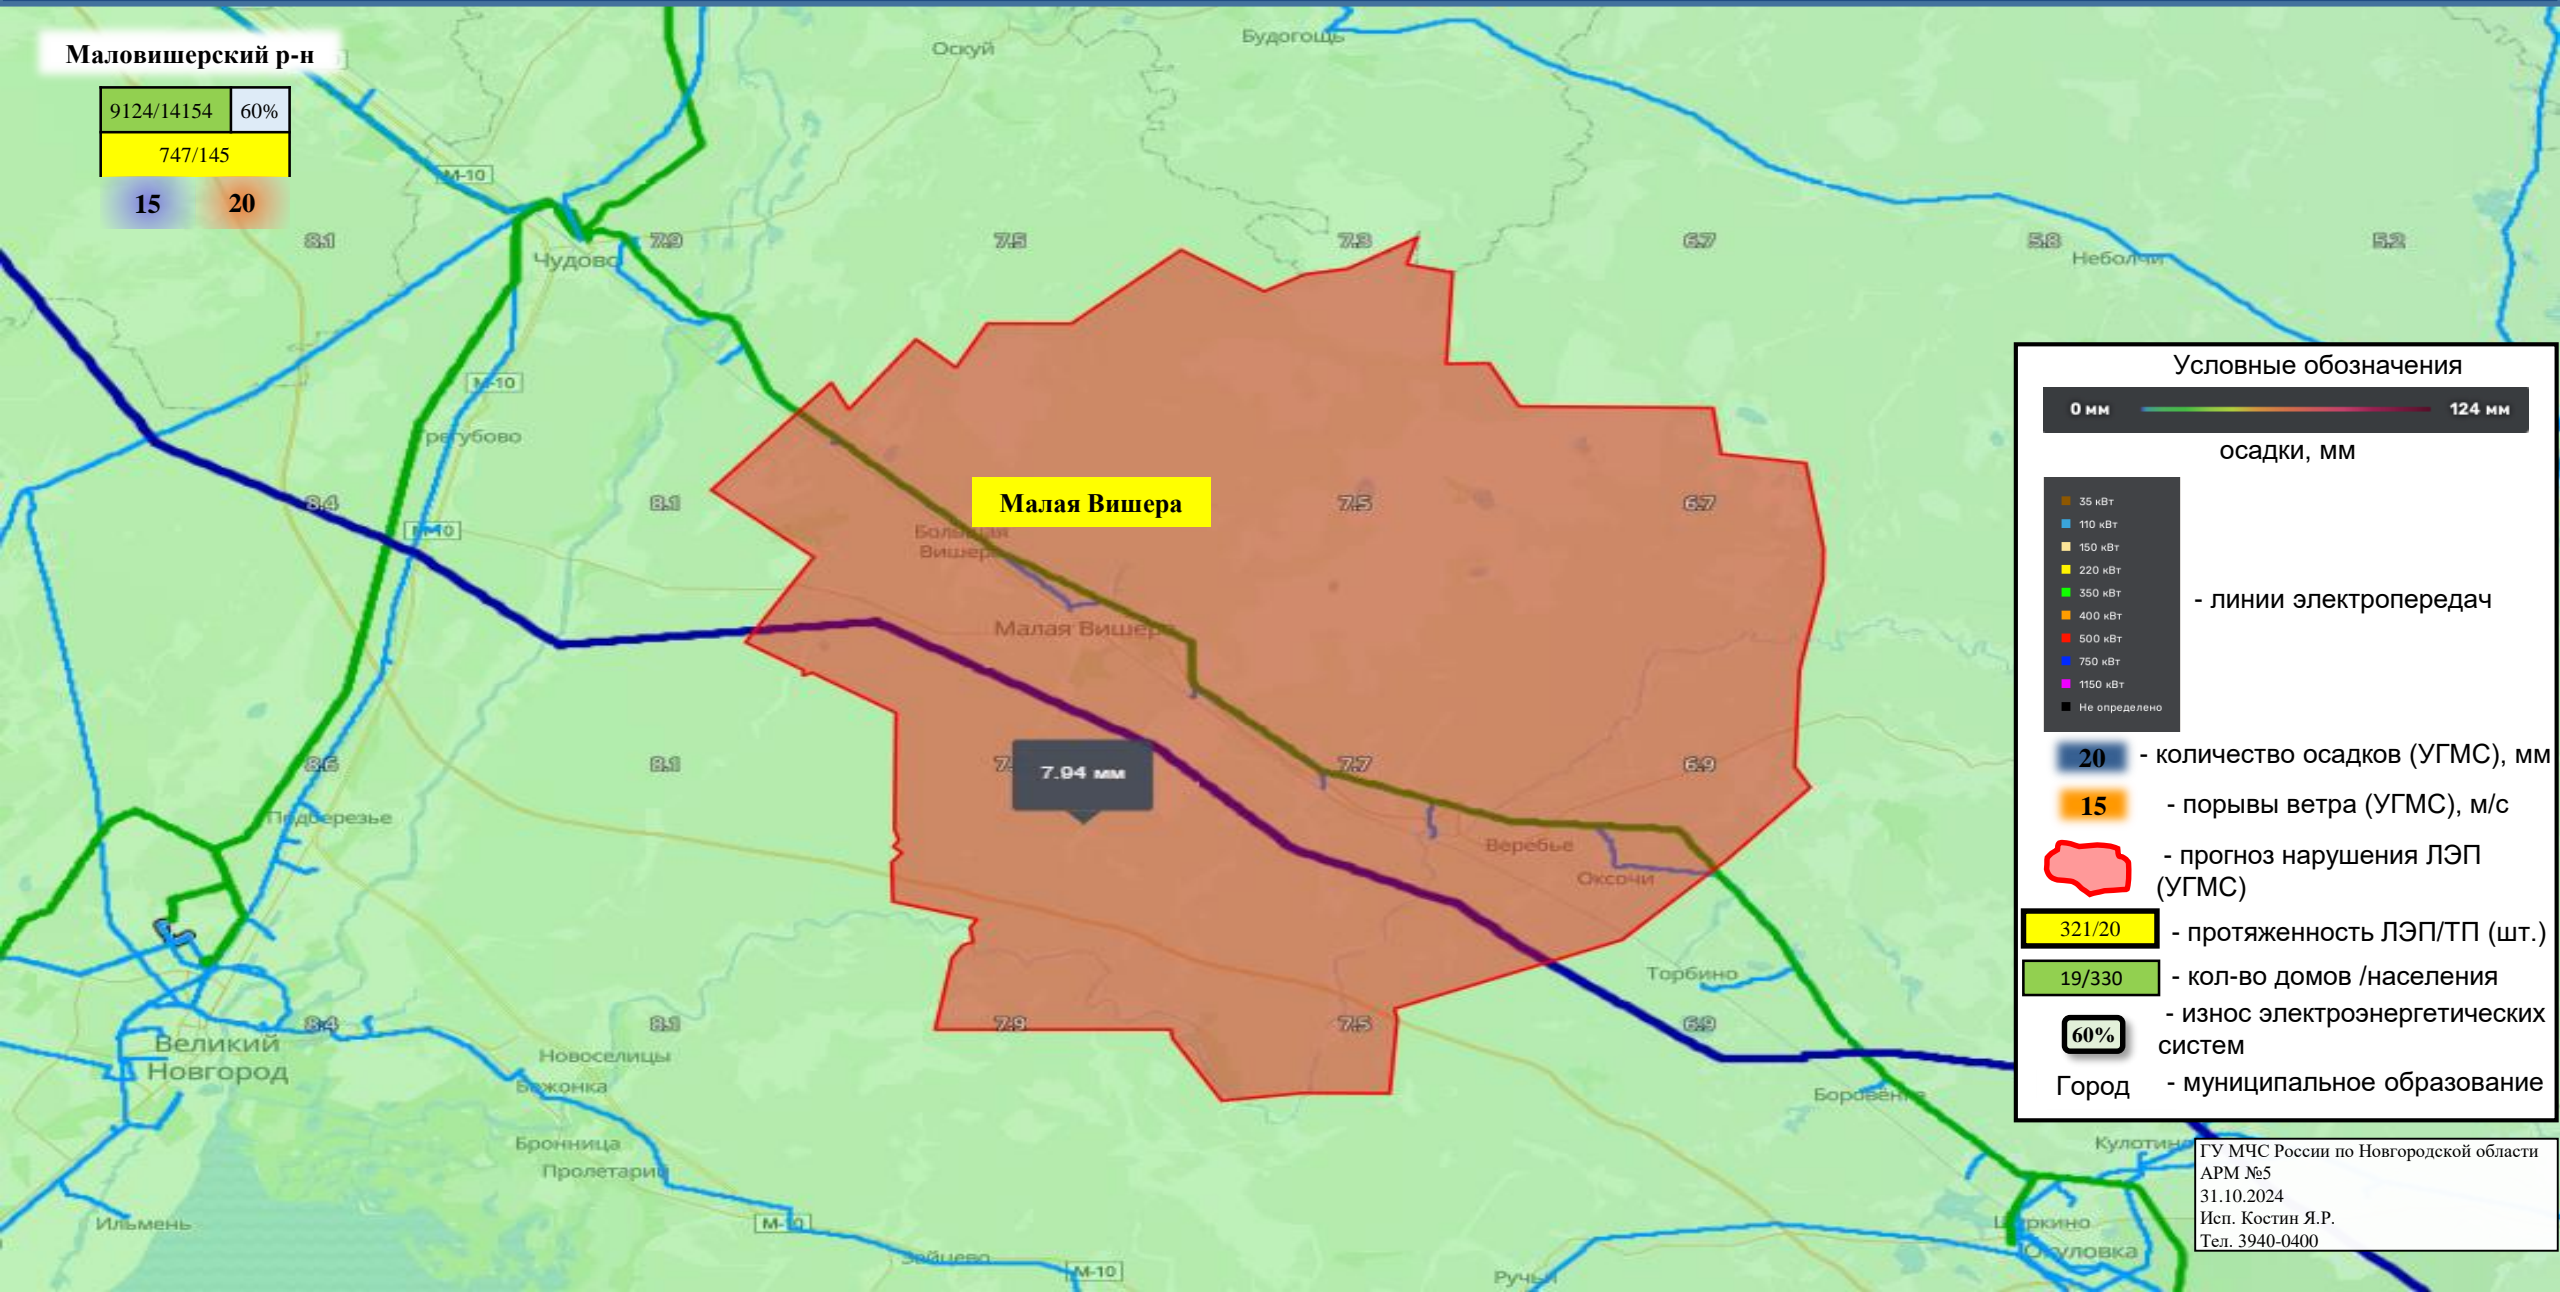 Маловишерский р-н
9124/14154 60%
747/145
15 20
Оскуй
Будогощь
М-10
8.1 7.9 7.5 7.3 6.7 5.8 5.2
Чудово
Неболчи
М-10
Трегубово
8.4 8.1 7.5 6.7
М-10
Малая Вишера
Большая
Вишера
Малая Вишера
8.6 8.1 7.7 6.9
7.94 мм
Подберезье
Веребье
Оксочи
Торбино
8.4 8.1 7.9 7.5 6.9
Великий
Новгород
Новоселицы
Божонка
Боровёнка
Бронница
Пролетарий
Кулотино
Ильмень
М-10
Зайцево
М-10
Ручьи
Шуркино
Окуловка
Условные обозначения
0 мм 124 мм
осадки, мм
35 кВт
110 кВт
150 кВт
220 кВт
350 кВт
400 кВт
500 кВт
750 кВт
1150 кВт
Не определено
- линии электропередач
20 - количество осадков (УГМС), мм
15 - порывы ветра (УГМС), м/с
- прогноз нарушения ЛЭП
(УГМС)
321/20 - протяженность ЛЭП/ТП (шт.)
19/330 - кол-во домов /населения
- износ электроэнергетических
60% систем
Город - муниципальное образование
ГУ МЧС России по Новгородской области
АРМ №5
31.10.2024
Исп. Костин Я.Р.
Тел. 3940-0400